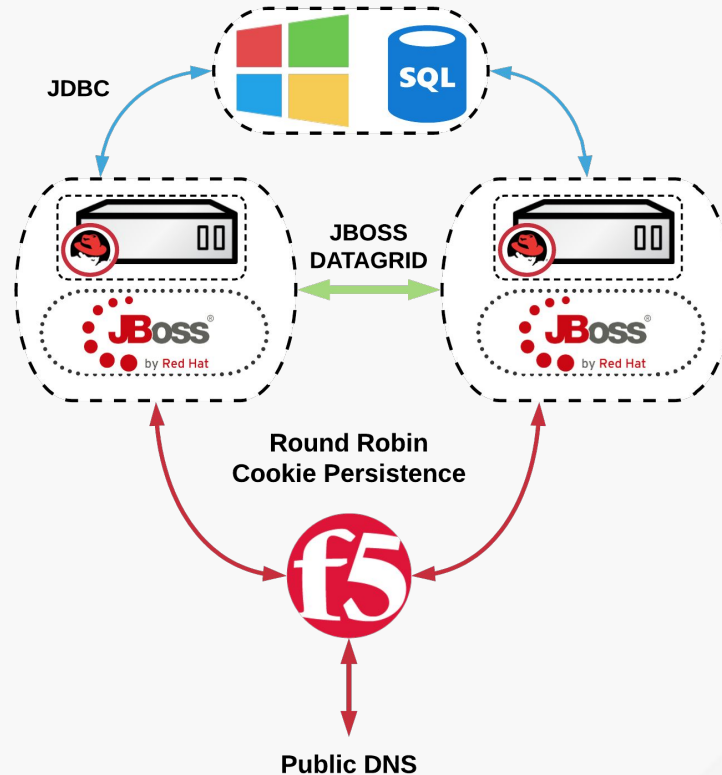 JDBC
SQL
JBOSS
DATAGRID
JBoss®
by Red Hat
JBoss®
by Red Hat
Round Robin
Cookie Persistence
f5
Public DNS